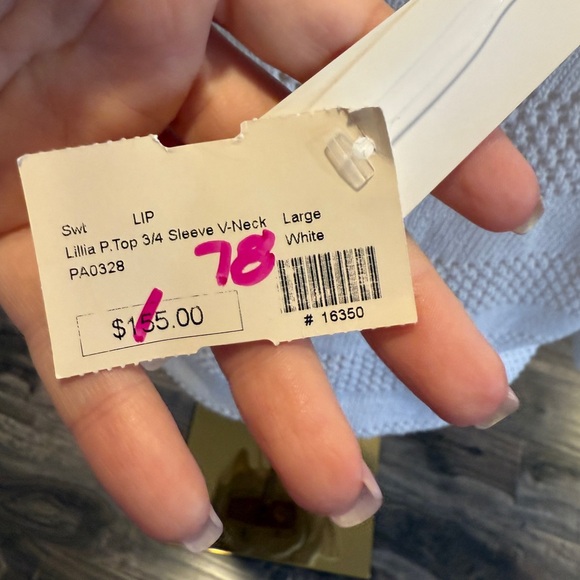 Swt LIP Large
Lillia P.Top 3/4 Sleeve V-Neck White
PA0328
78
$155.00
# 16350